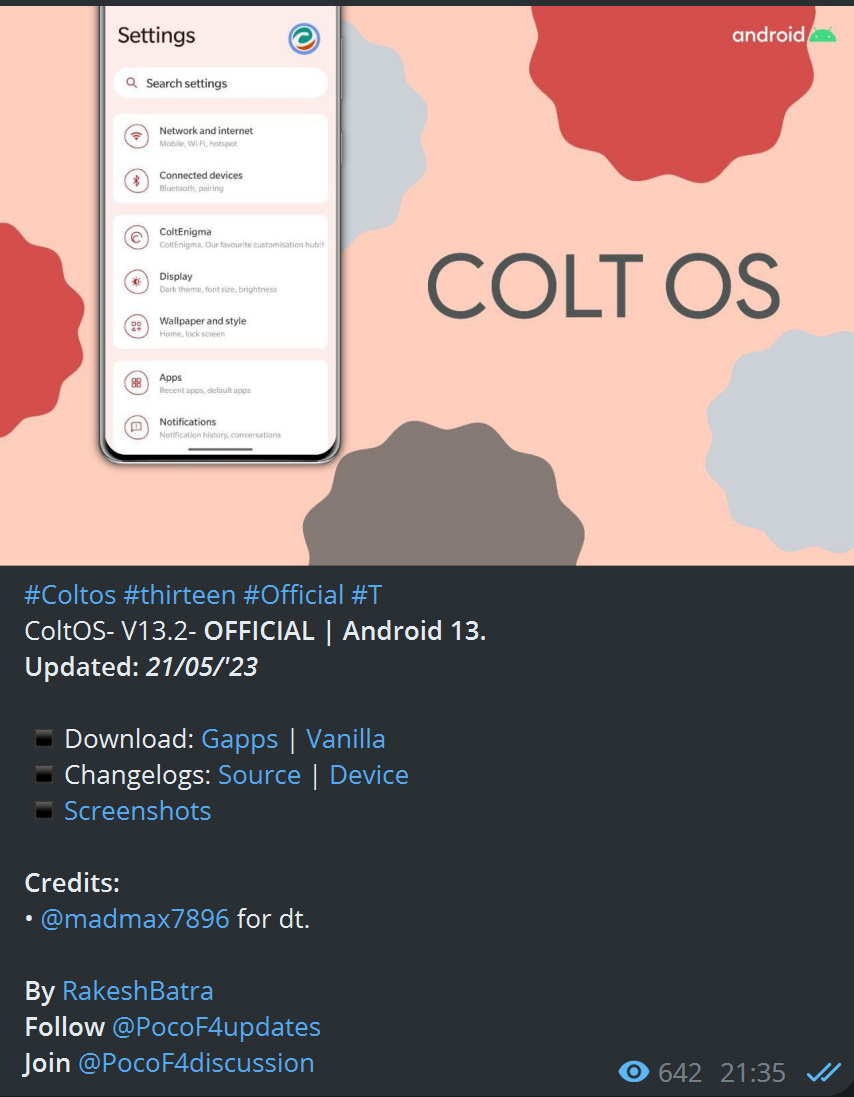 Settings
android
Search settings
Network and internet
Mobile, Wi-Fi, hotspot
Connected devices
Bluetooth, pairing
ColtEnigma
ColtEnigma, Our favourite customisation hub!!
Display
Dark theme, font size, brightness
Wallpaper and style
Home, lock screen
Apps
Recent apps, default apps
Notifications
Notification history, conversations
COLT OS
#Coltos #thirteen #Official #T
ColtOS- V13.2- OFFICIAL | Android 13.
Updated: 21/05/'23
▪️ Download: Gapps | Vanilla
▪️ Changelogs: Source | Device
▪️ Screenshots
Credits:
• @madmax7896 for dt.
By RakeshBatra
Follow @PocoF4updates
Join @PocoF4discussion
642 21:35